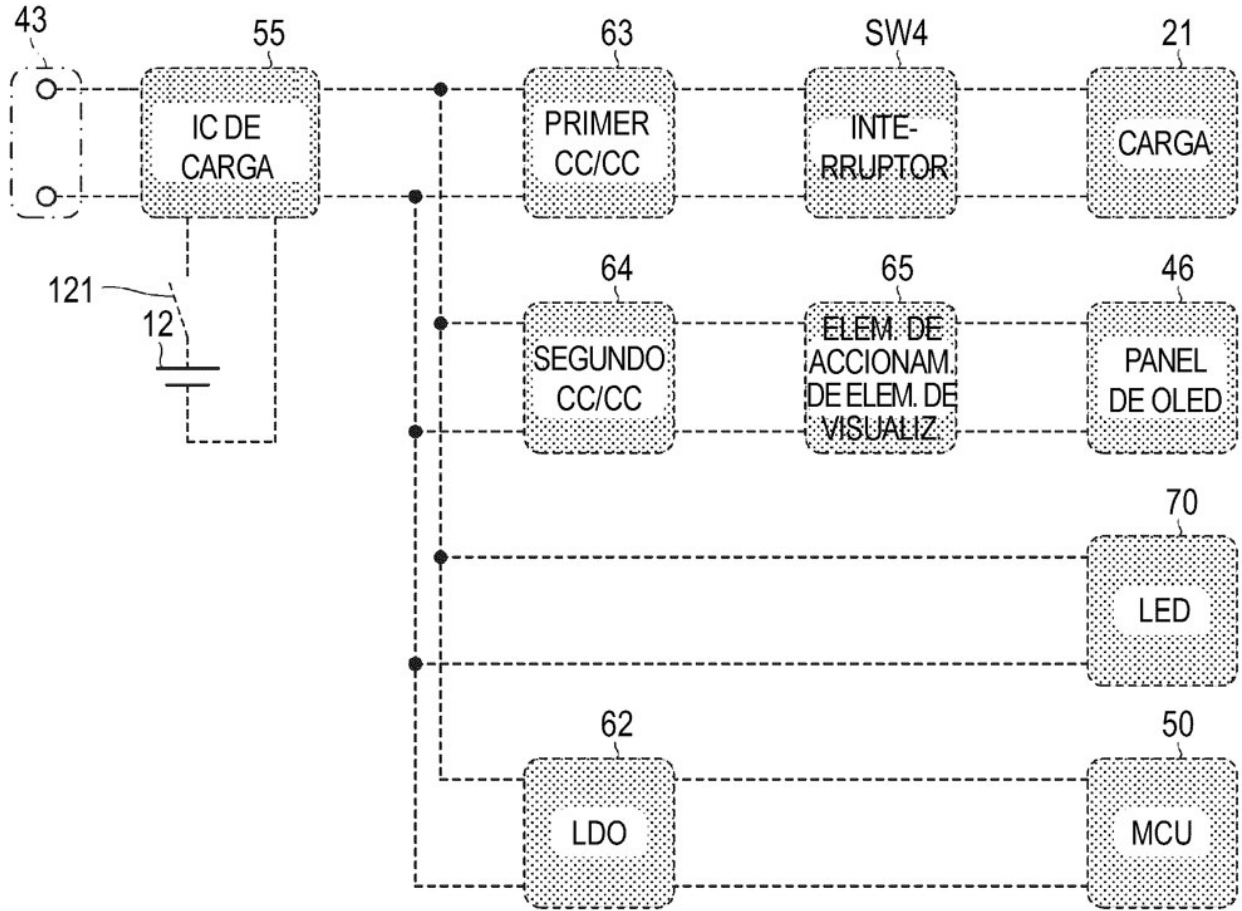 43
55
63
SW4
21
IC DE
CARGA
PRIMER
CC/CC
INTE-
RRUPTOR
CARGA
121
12
64
65
46
SEGUNDO
CC/CC
ELEM. DE
ACCIONAM.
DE ELEM. DE
VISUALIZ.
PANEL
DE OLED
70
LED
62
50
LDO
MCU